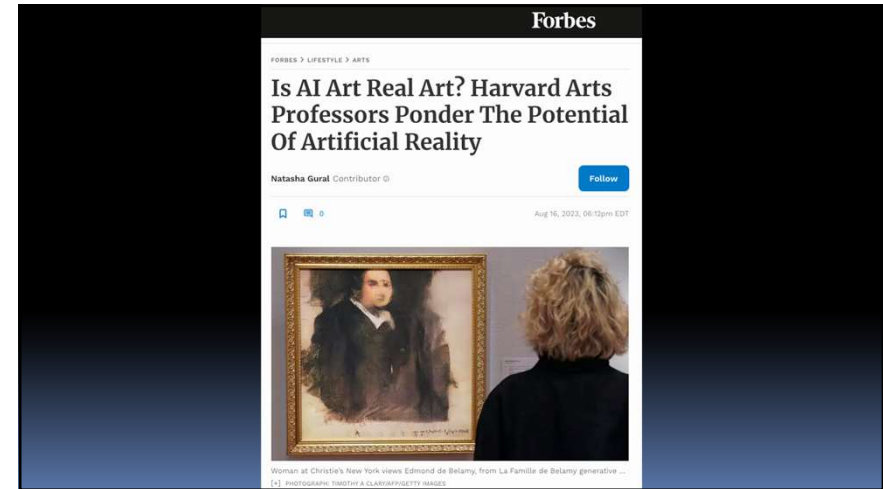 Forbes
FORBES > LIFESTYLE > ARTS
Is AI Art Real Art? Harvard Arts
Professors Ponder The Potential
Of Artificial Reality
Natasha Gural Contributor
Follow
0
Aug 16, 2023, 06:12pm EDT
Woman at Christie's New York views Edmond de Belamy, from La Famille de Belamy generative ...
[+] PHOTOGRAPH: TIMOTHY A CLARY/AFP/GETTY IMAGES